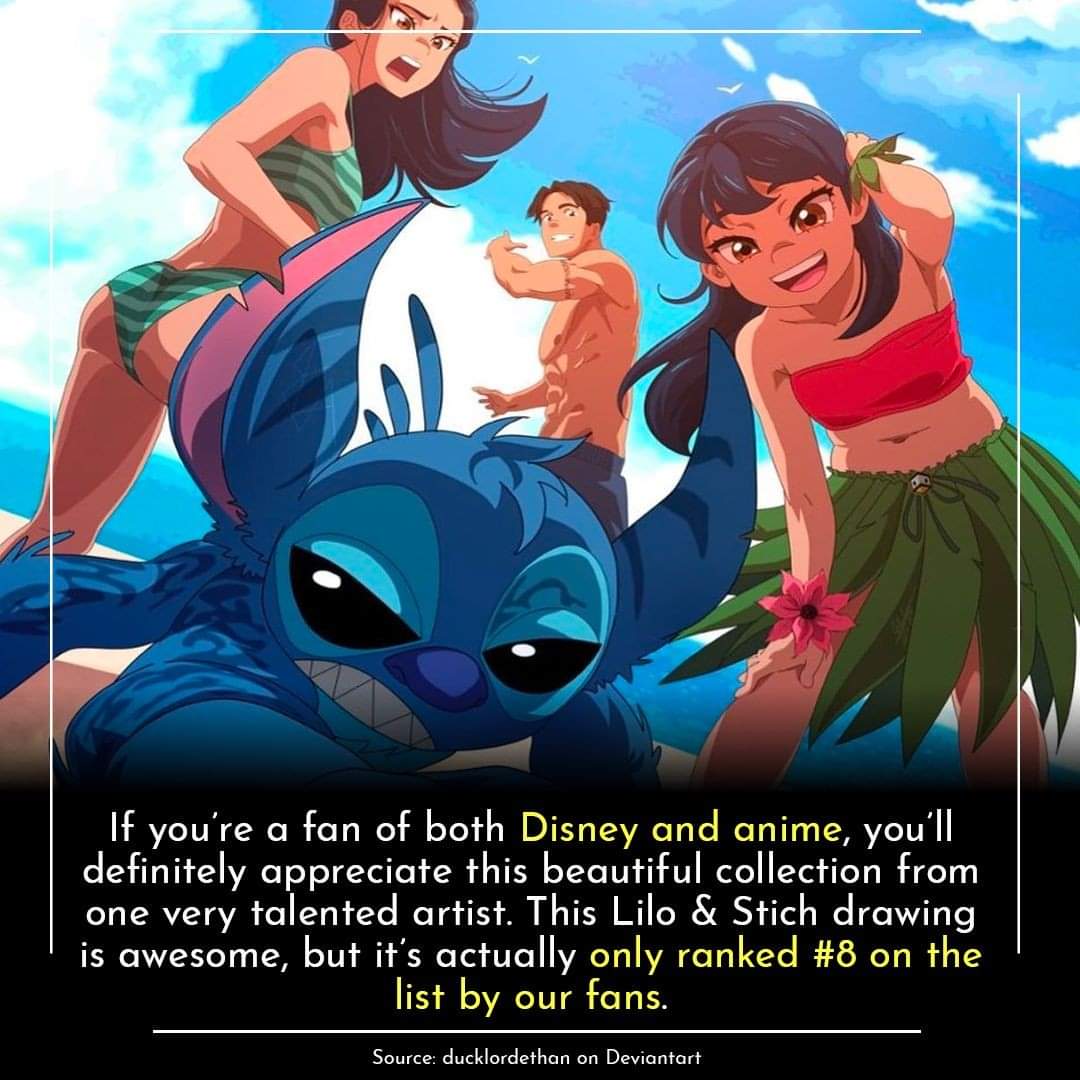 If you’re a fan of both Disney and anime, you’ll
definitely appreciate this beautiful collection from
one very talented artist. This Lilo & Stich drawing
is awesome, but it’s actually only ranked #8 on the
list by our fans.
Source: ducklordethan on Deviantart